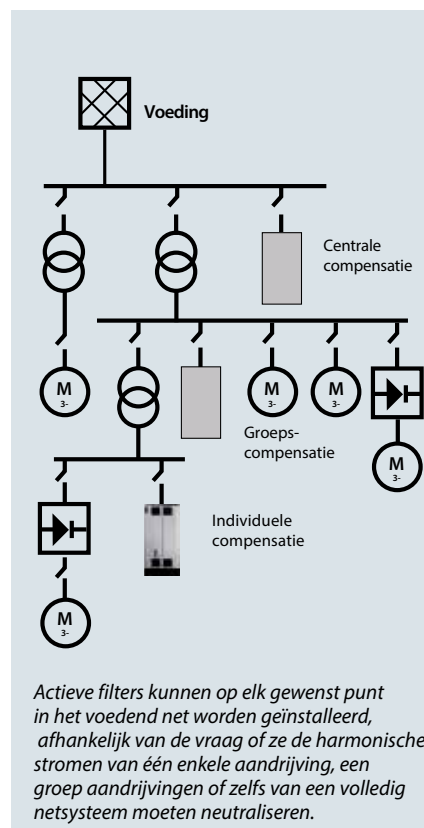 Voeding
Centrale
compensatie
M
3~
M
3~
M
3~
M
3~
Groeps-
compensatie
Individuele
compensatie
M
3~
Actieve filters kunnen op elk gewenst punt
in het voedend net worden geïnstalleerd,
afhankelijk van de vraag of ze de harmonische
stromen van één enkele aandrijving, een
groep aandrijvingen of zelfs van een volledig
netsysteem moeten neutraliseren.